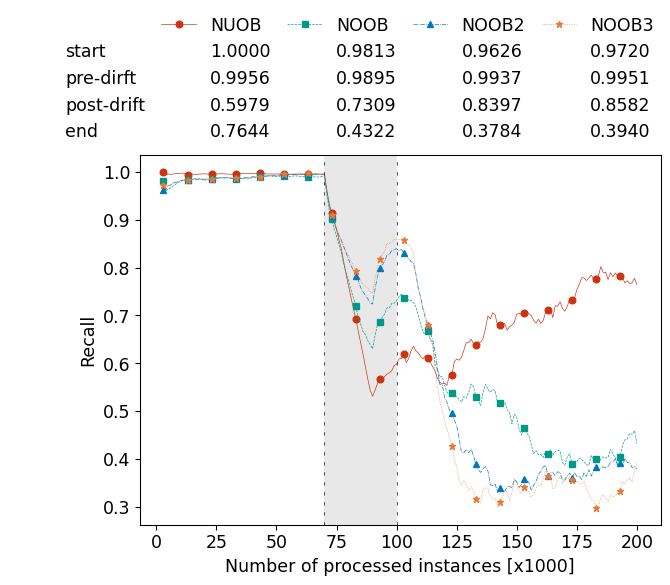 NUOB NOOB NOOB2 NOOB3
start 1.0000 0.9813 0.9626 0.9720
pre-dirft 0.9956 0.9895 0.9937 0.9951
post-drift 0.5979 0.7309 0.8397 0.8582
end 0.7644 0.4322 0.3784 0.3940
1.0
0.9
0.8
0.7
0.6
0.5
0.4
0.3
Recall
0 25 50 75 100 125 150 175 200
Number of processed instances [x1000]